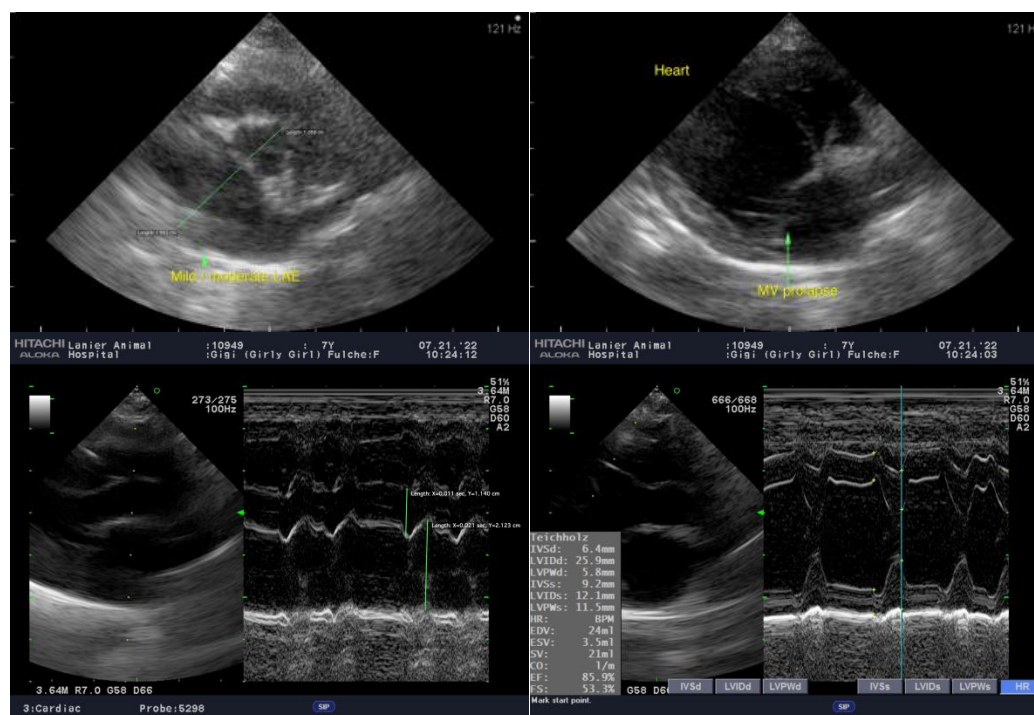 121 Hz
Mild - moderate LAE
HITACHI ALOKA
Lanier Animal Hospital
:10949 : 7Y 07.21.'22
:Gigi (Girly Girl) Fulche:F 10:24:12
121 H
Heart
MV prolapse
HITACHI ALOKA
Lanier Animal Hospital
:10949 : 7Y 07.21.'22
:Gigi (Girly Girl) Fulche:F 10:24:03
273/275
100Hz
51%
3.64M
R7.0
G58
D60
A2
Length: X=0.011 sec, Y=1.140 cm
Length: X=0.021 sec, Y=2.123 cm
3.64M R7.0 G58 D66
3:Cardiac Probe:5298
SIP
666/668
100Hz
51%
3.64M
R7.0
G58
D60
A2
Teichholz
IVSd: 6.4mm
LVIDd: 25.9mm
LVPWd: 5.8mm
IVSs: 9.2mm
LVIDs: 12.1mm
LVPWs: 11.5mm
HR: BPM
EDV: 24ml
ESV: 3.5ml
SV: 21ml
CO: l/m
EF: 85.9%
FS: 53.3%
G58 D66
IVSd LVIDd LVPWd IVSs LVIDs LVPWs HR
Mark start point.
SIP